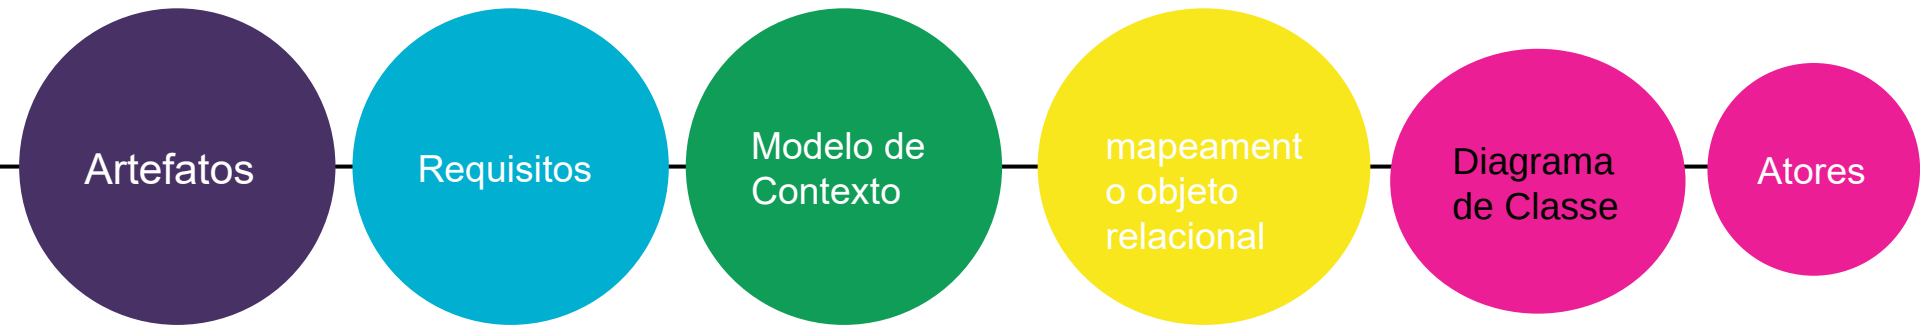 Artefatos
Requisitos
Modelo de
Contexto
mapeament
o objeto
relacional
Diagrama
de Classe
Atores